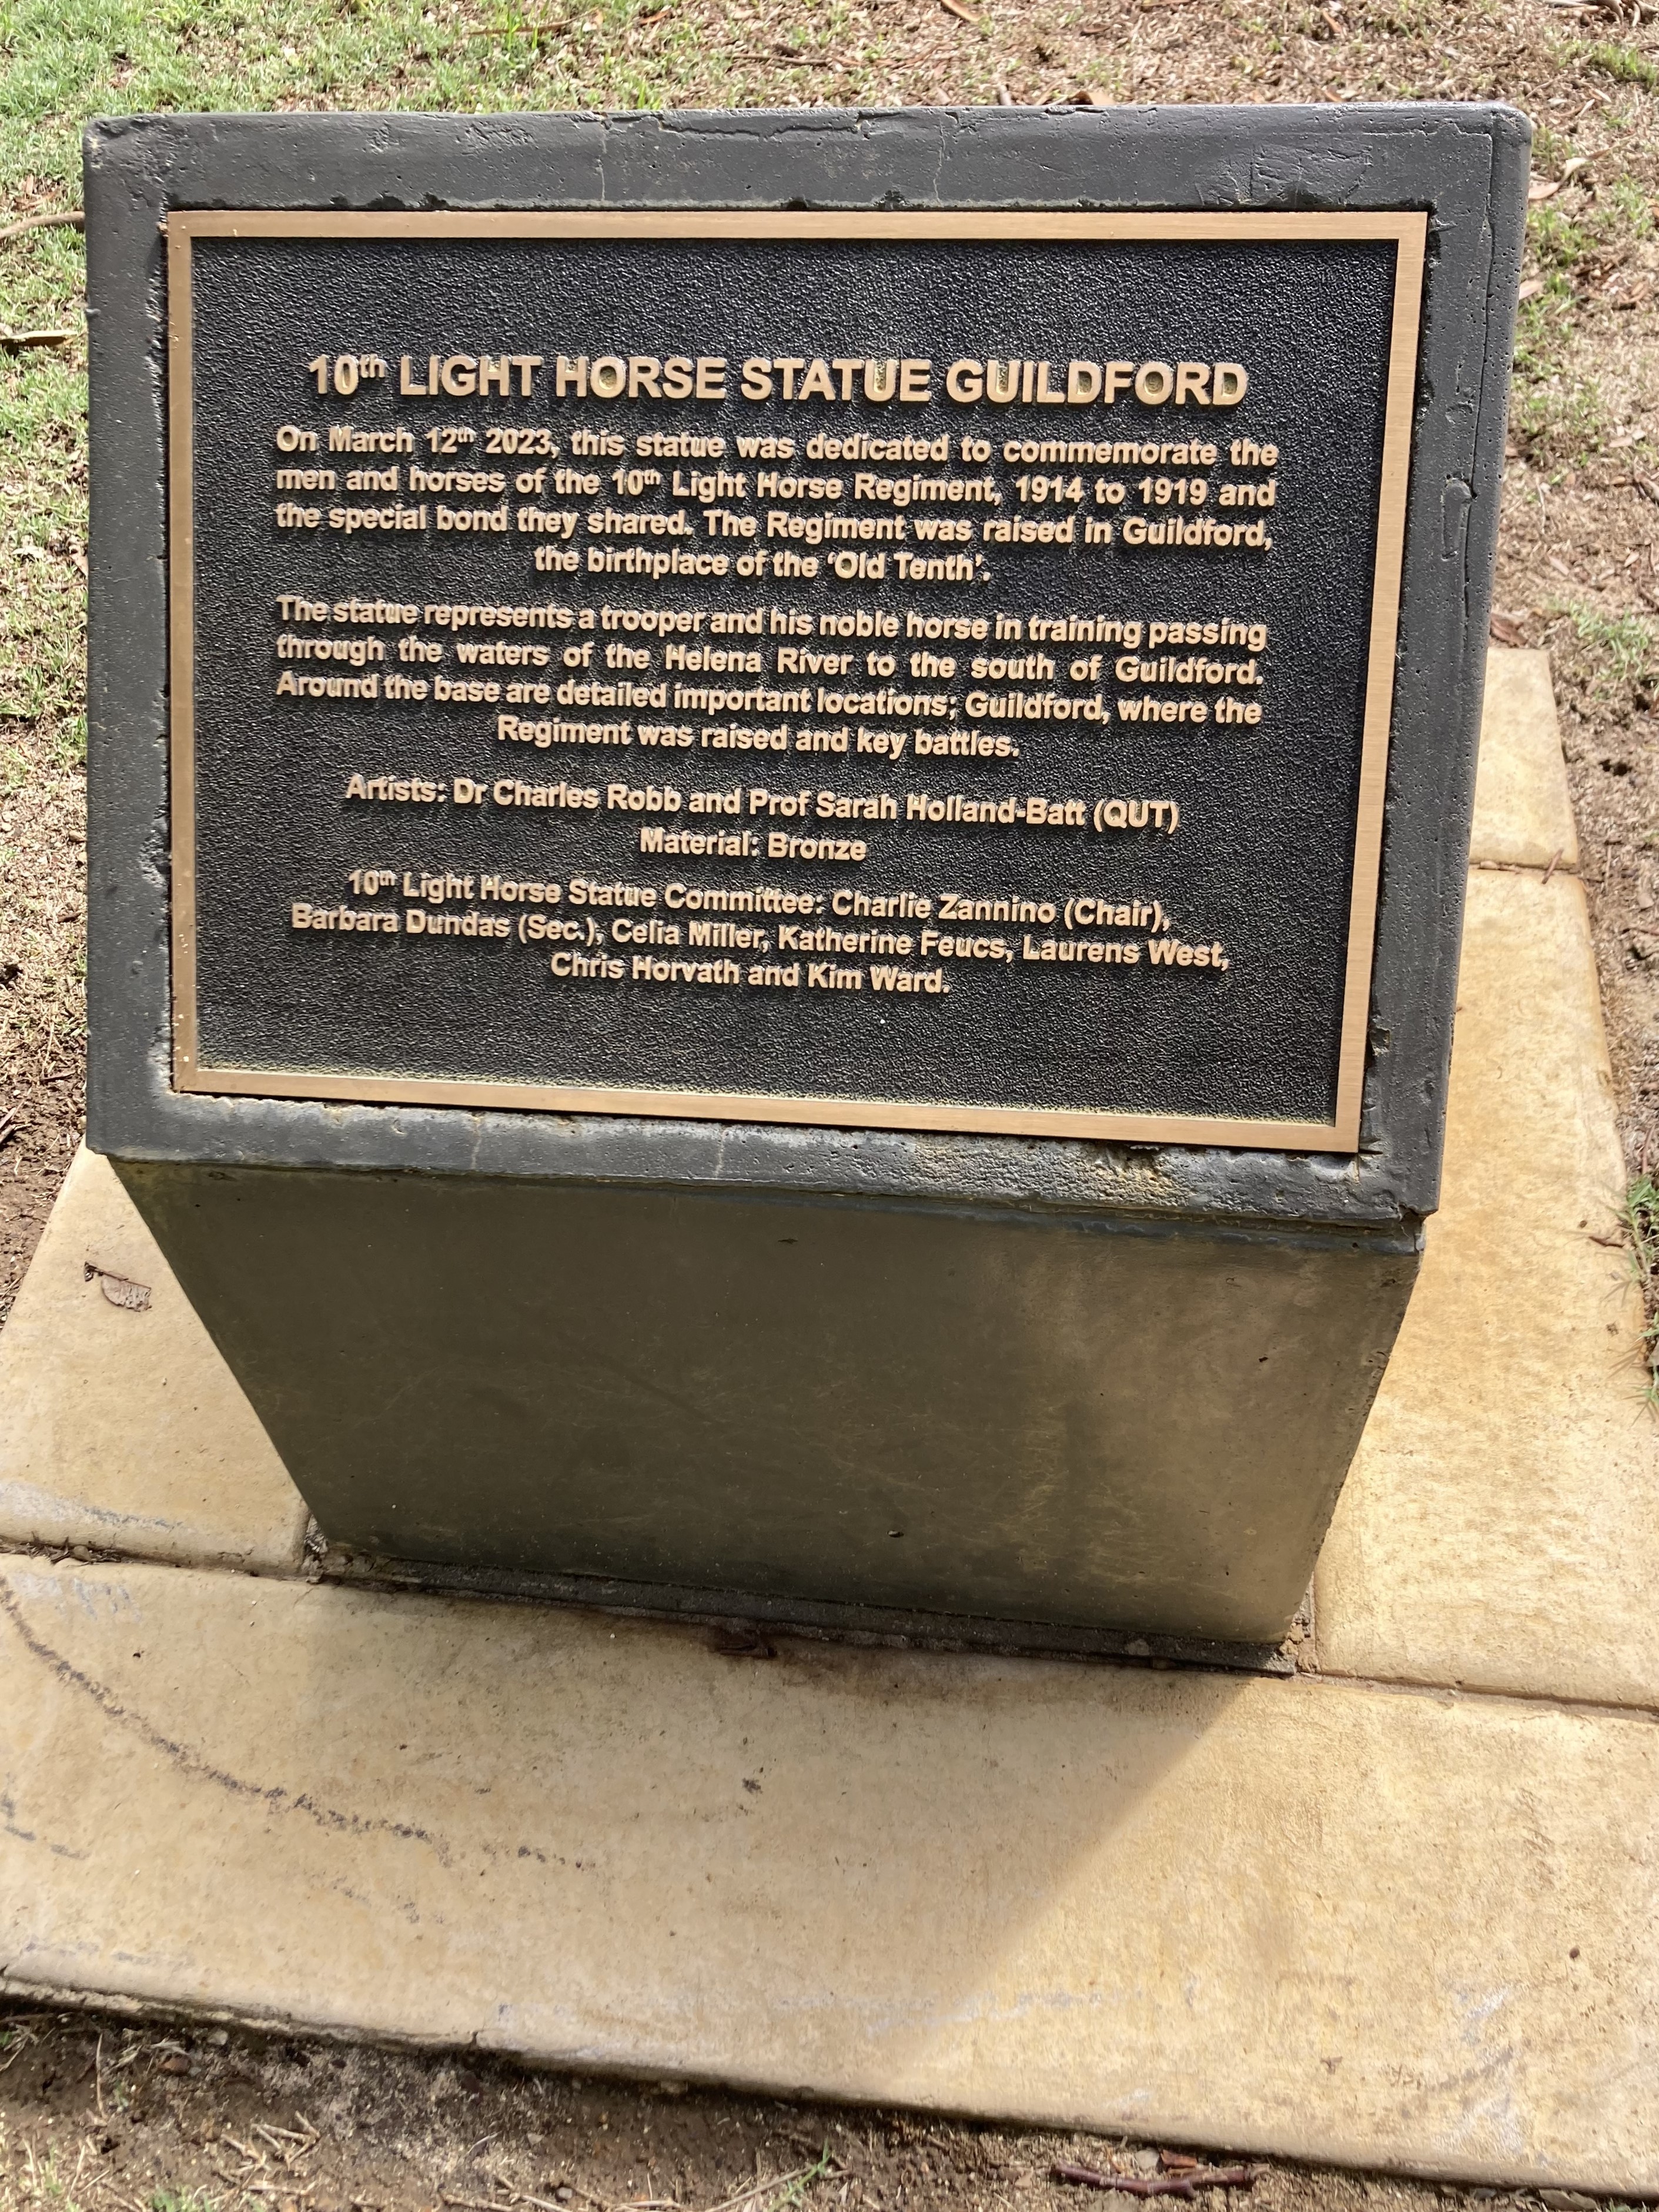 10th LIGHT HORSE STATUE GUILDFORD
On March 12th 2023, this statue was dedicated to commemorate the
men and horses of the 10th Light Horse Regiment, 1914 to 1919 and
the special bond they shared. The Regiment was raised in Guildford,
the birthplace of the ‘Old Tenth’.
The statue represents a trooper and his noble horse in training passing
through the waters of the Helena River to the south of Guildford.
Around the base are detailed important locations; Guildford, where the
Regiment was raised and key battles.
Artists: Dr Charles Robb and Prof Sarah Holland-Batt (QUT)
Material: Bronze
10th Light Horse Statue Committee: Charlie Zannino (Chair),
Barbara Dundas (Sec.), Celia Miller, Katherine Feucs, Laurens West,
Chris Horvath and Kim Ward.